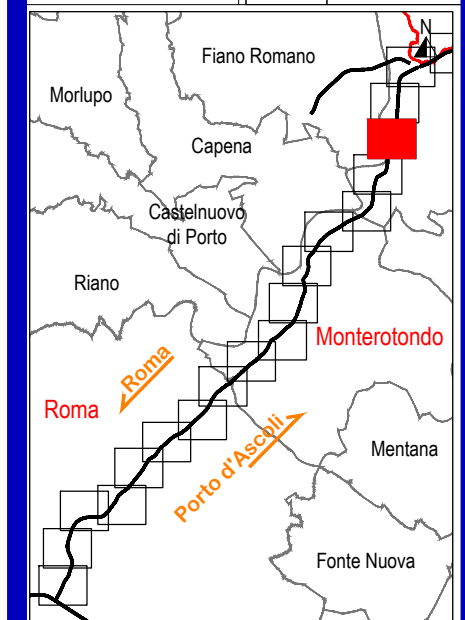 N
Fiano Romano
Morlupo
Capena
Castelnuovo
di Porto
Riano
Monterotondo
Roma
Roma
Porto d'Ascoli
Mentana
Fonte Nuova